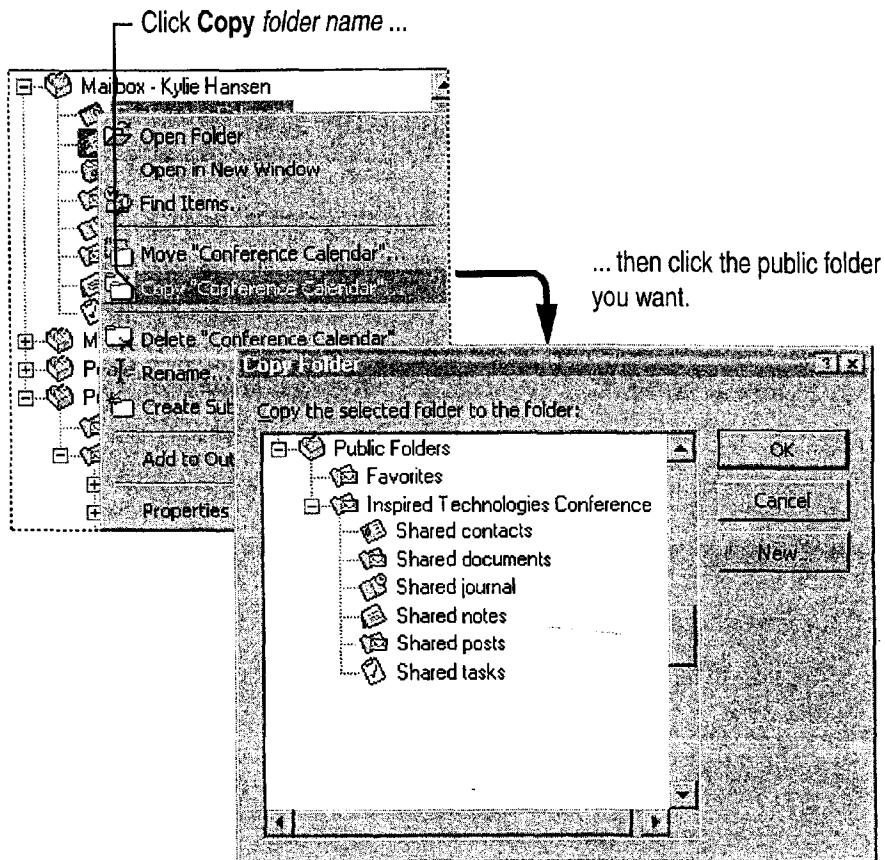 Click Copy folder name ...
Mailbox - Kylie Hansen
Open Folder
Open in New Window
Find Items...
Move "Conference Calendar"...
Copy "Conference Calendar"
Delete "Conference Calendar"
Rename...
Create Sub
Add to Out
Properties
M
P
P
... then click the public folder
you want.
Copy Folder
Copy the selected folder to the folder:
Public Folders
Favorites
Inspired Technologies Conference
Shared contacts
Shared documents
Shared journal
Shared notes
Shared posts
Shared tasks
OK
Cancel
New...